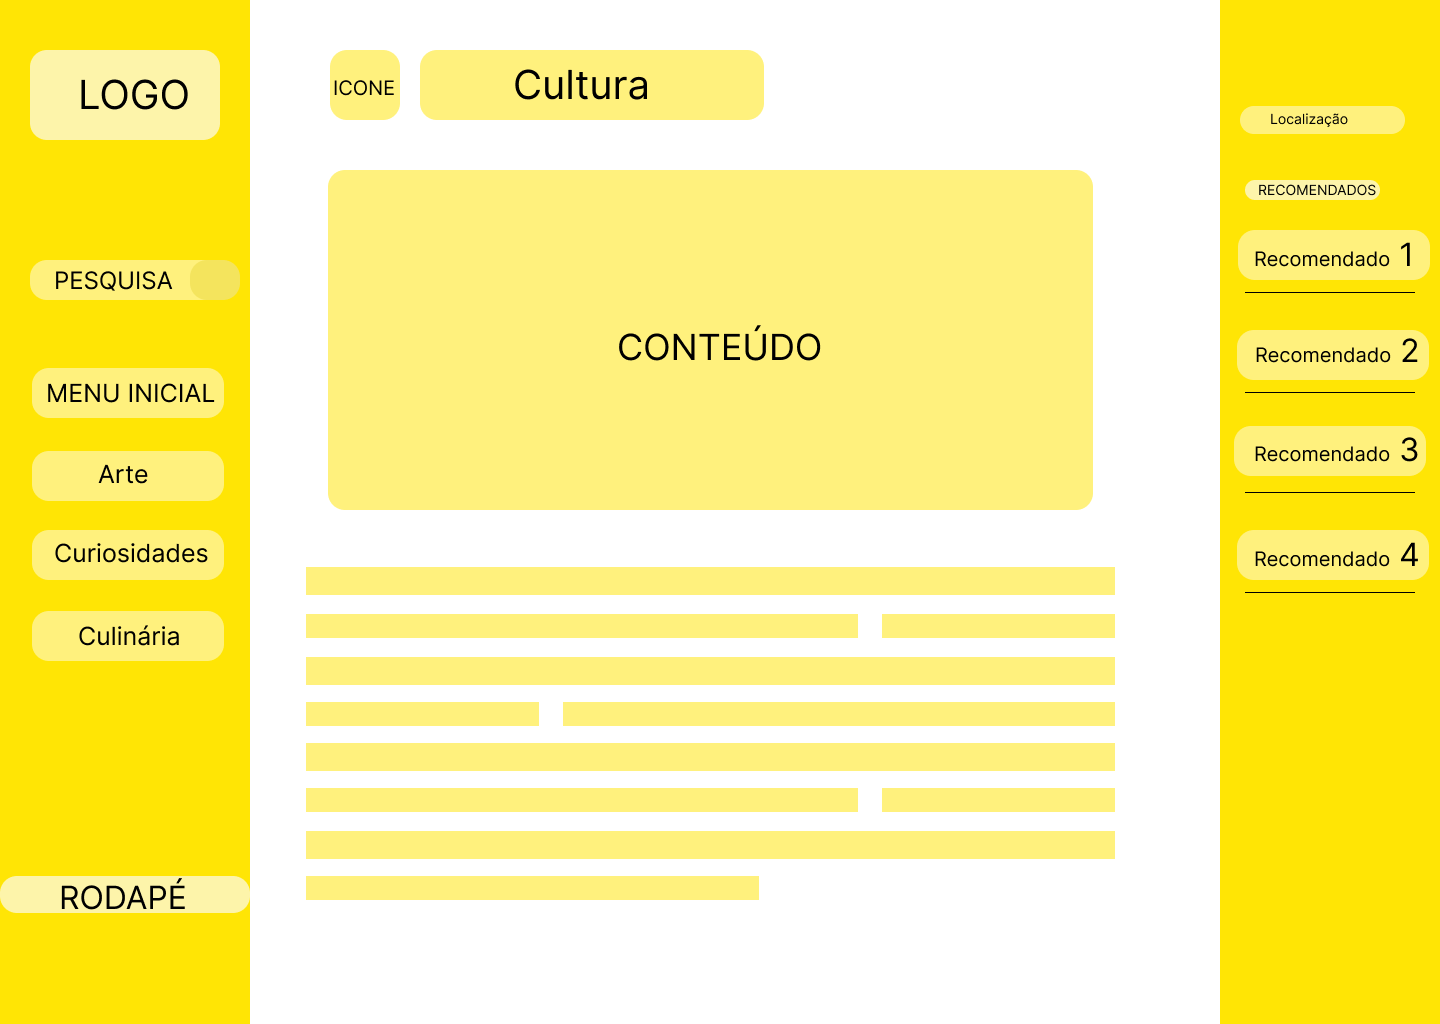 LOGO
PESQUISA
MENU INICIAL
Arte
Curiosidades
Culinária
RODAPÉ
ICONE
Cultura
CONTEÚDO
Localização
RECOMENDADOS
Recomendado 1
Recomendado 2
Recomendado 3
Recomendado 4